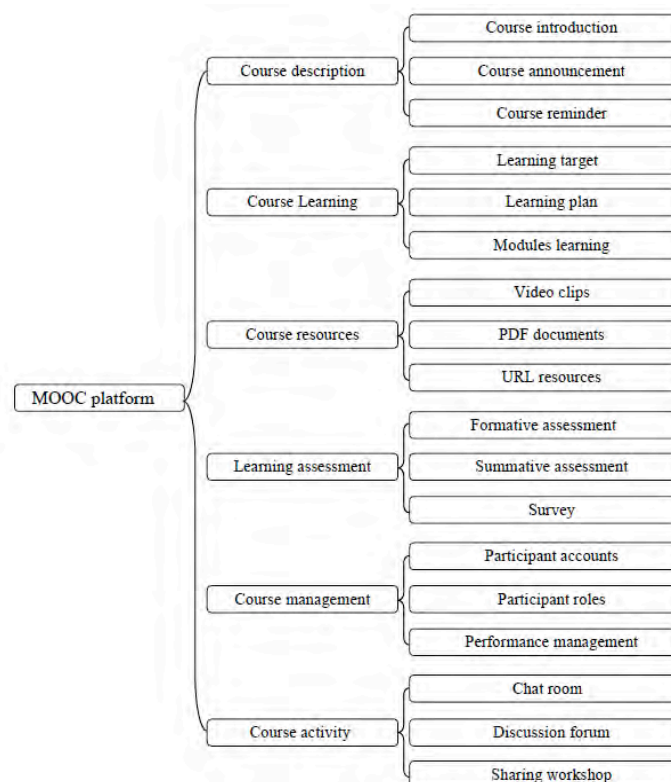 Course introduction
Course description
Course announcement
Course reminder
Learning target
Course Learning
Learning plan
Modules learning
Video clips
Course resources
PDF documents
URL resources
MOOC platform
Formative assessment
Learning assessment
Summative assessment
Survey
Participant accounts
Course management
Participant roles
Performance management
Chat room
Course activity
Discussion forum
Sharing workshop